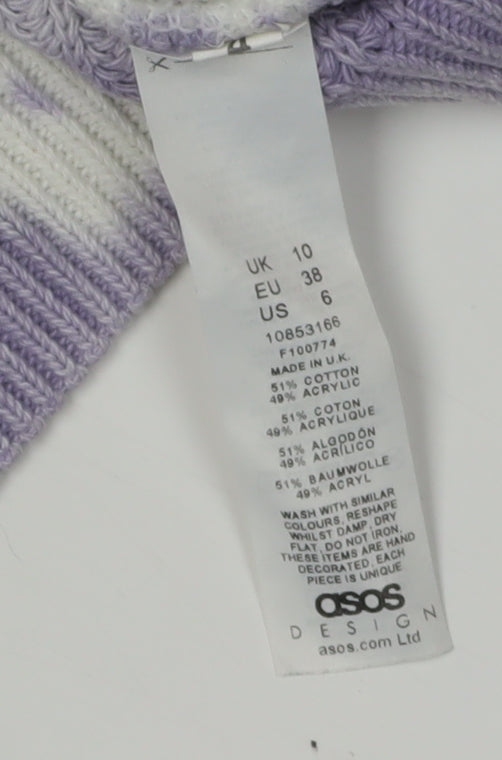 UK 10
EU 38
US 6
10853166
F100774
MADE IN U.K.
51% COTTON
49% ACRYLIC
51% COTON
49% ACRYLIQUE
51% ALGODÓN
49% ACRÍLICO
51% BAUMWOLLE
49% ACRYL
WASH WITH SIMILAR
COLOURS, RESHAPE
WHILST DAMP, DRY
FLAT, DO NOT IRON,
THESE ITEMS ARE HAND
DECORATED, EACH
PIECE IS UNIQUE
asos
DESIGN
asos.com Ltd